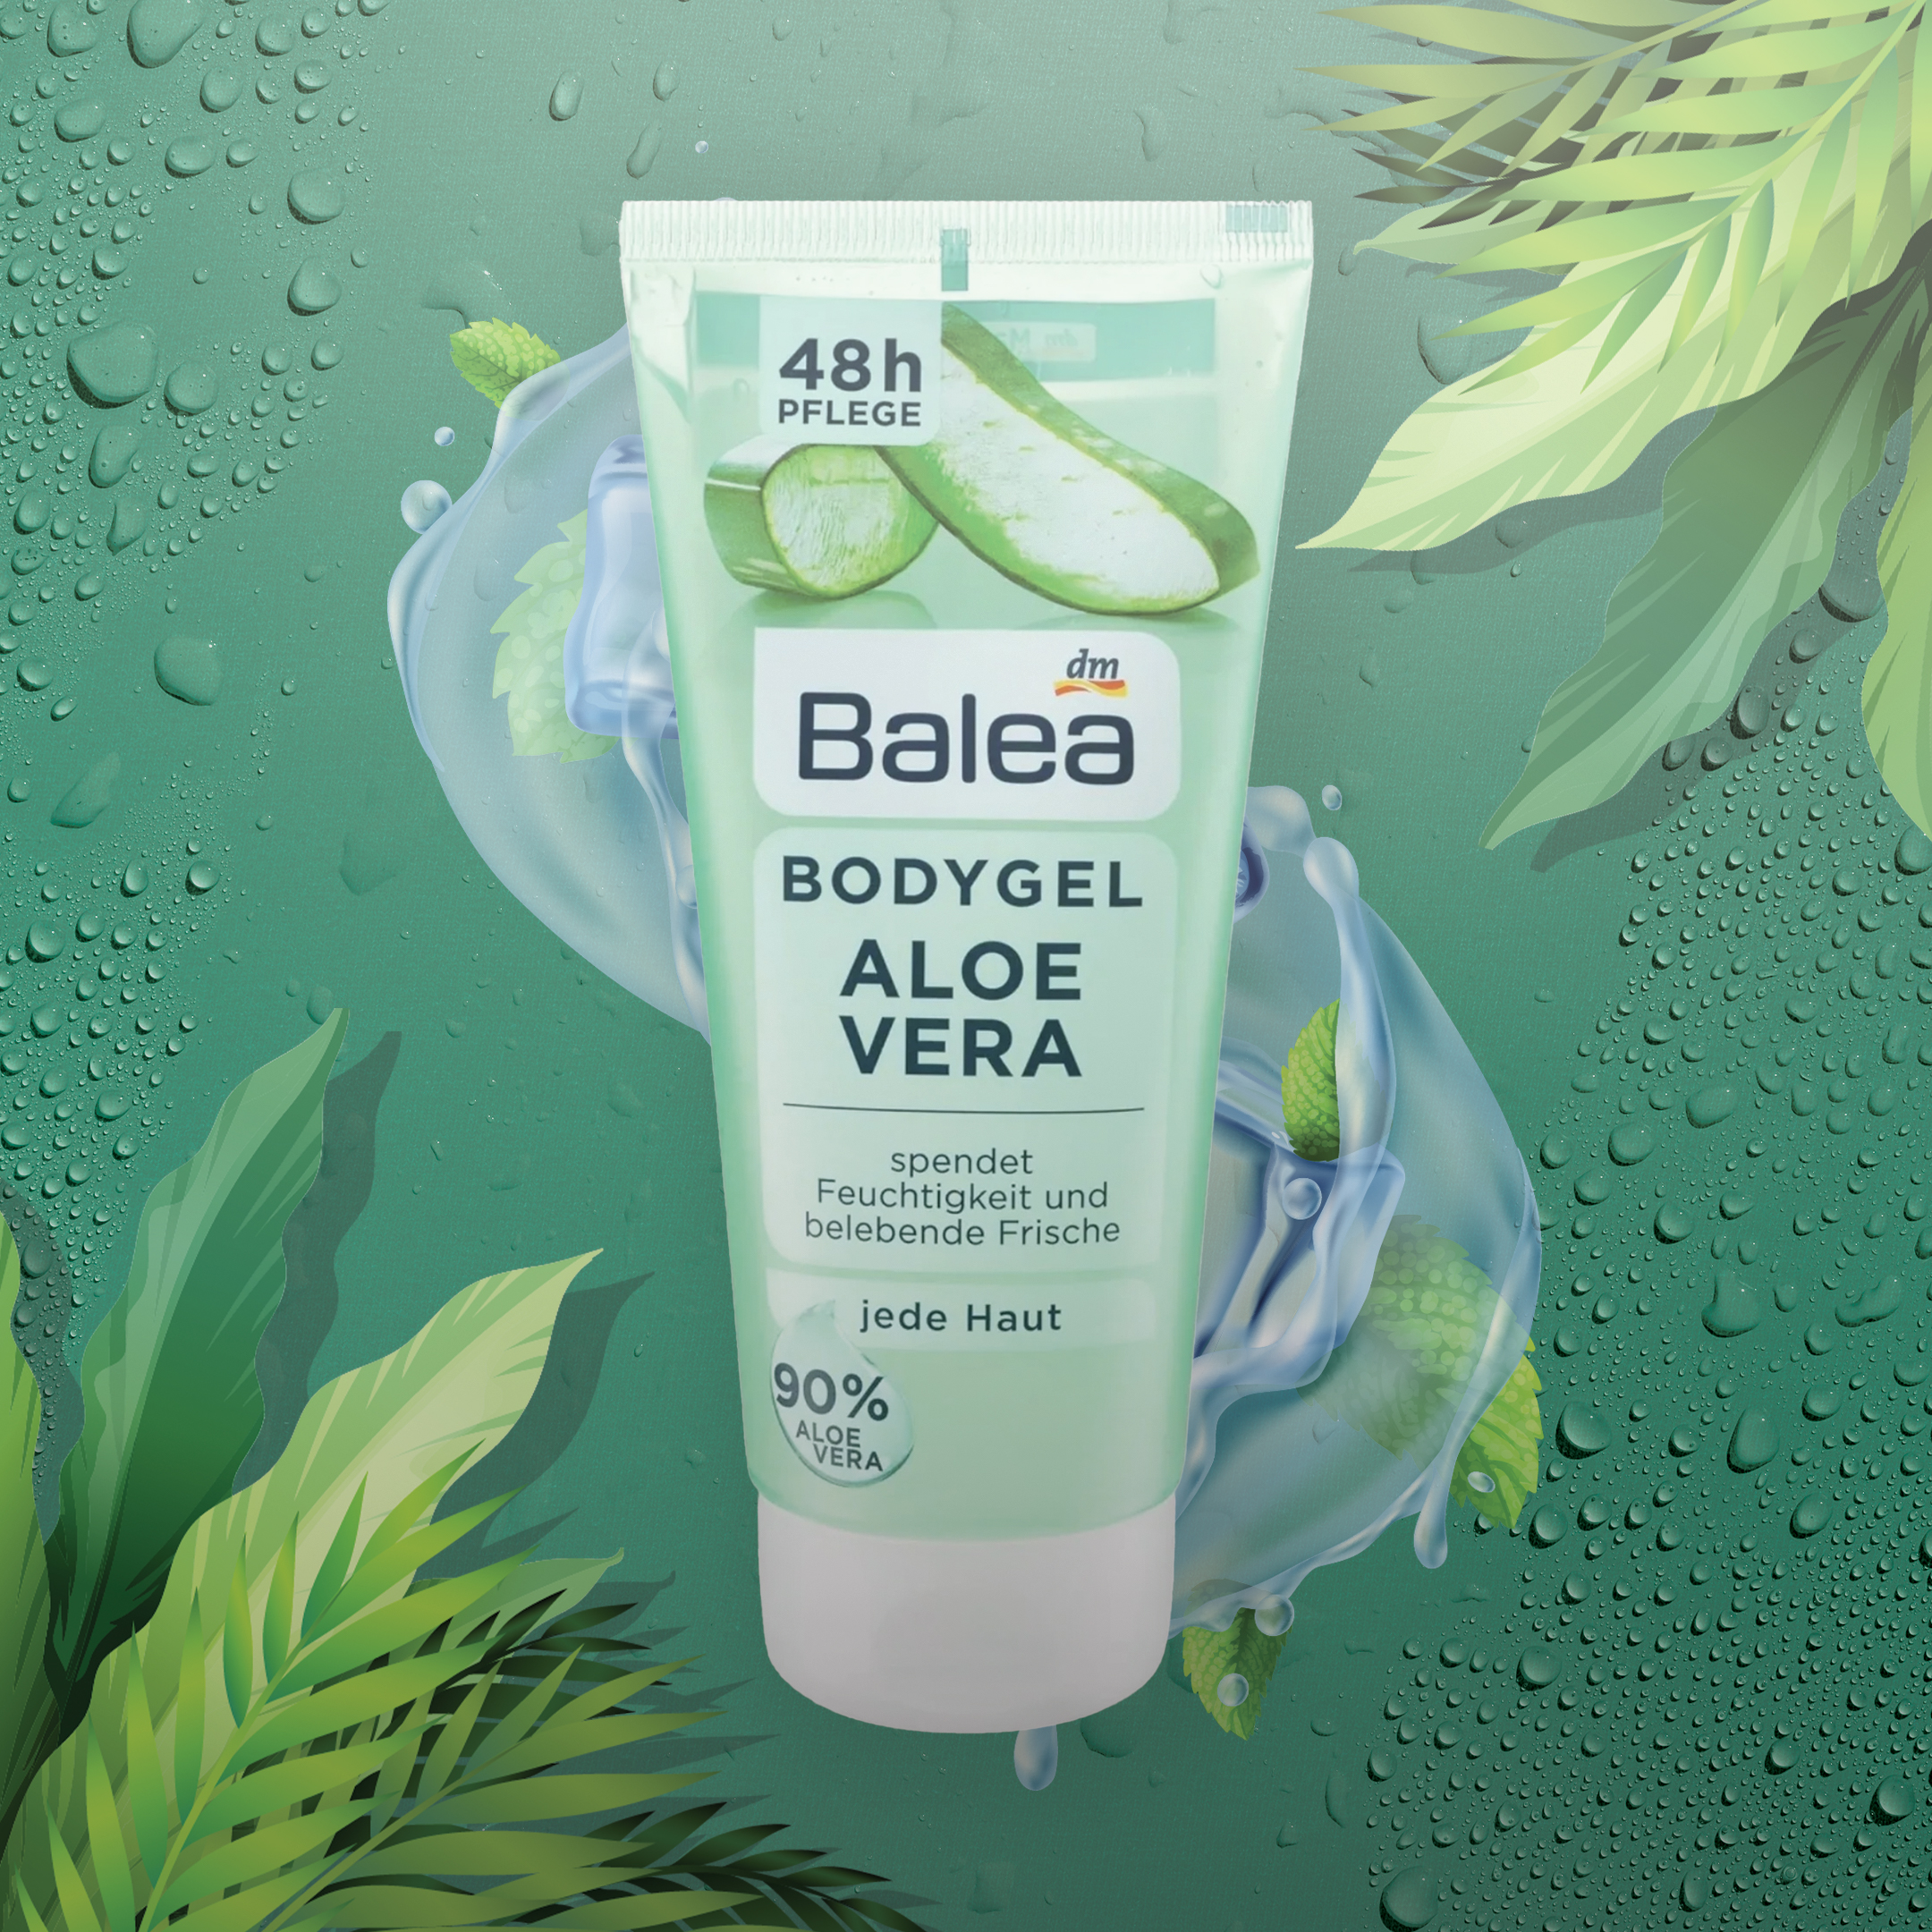 48h
PFLEGE
dm
Balea
BODYGEL
ALOE
VERA
spendet
Feuchtigkeit und
belebende Frische
jede Haut
90%
ALOE
VERA